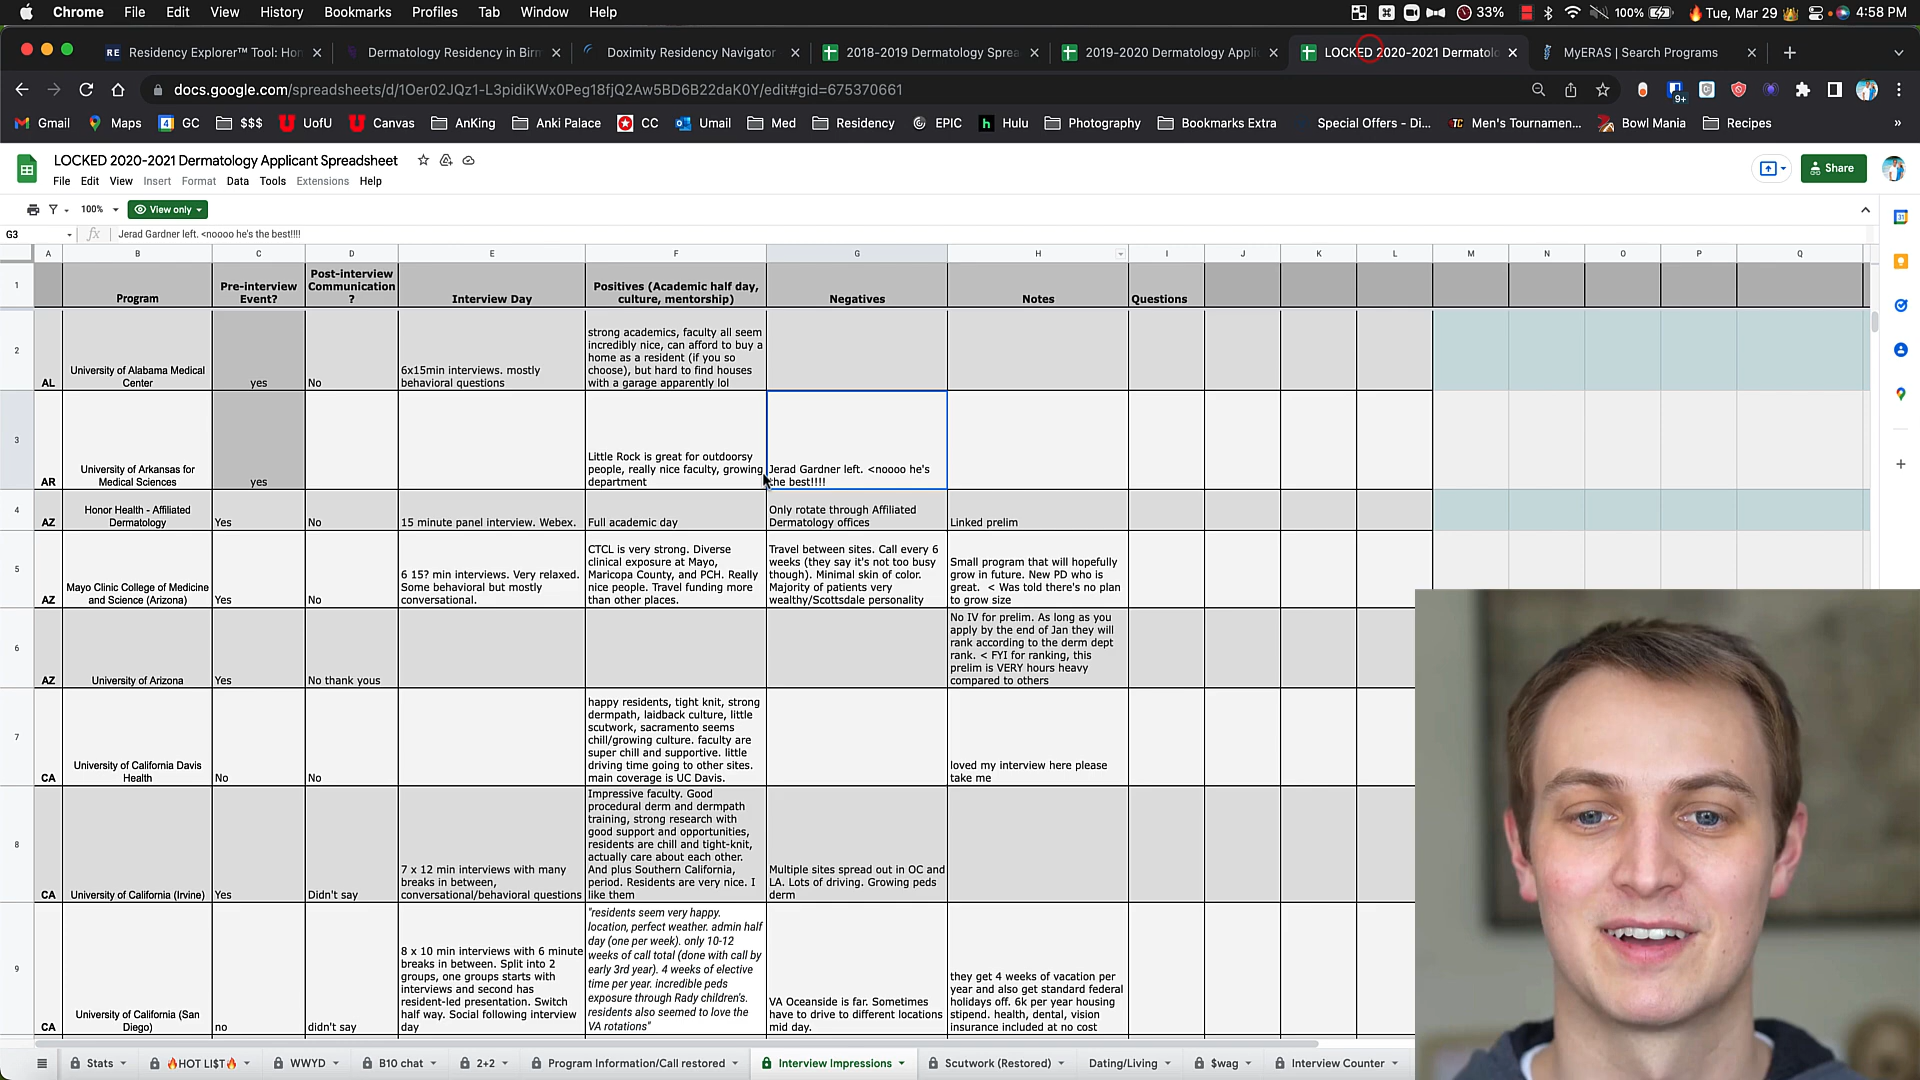 Chrome File Edit View History Bookmarks Profiles Tab Window Help 33% 100% Tue, Mar 29 4:58 PM
RE Residency Explorer™ Tool: Hon Dermatology Residency in Birm Doximity Residency Navigator 2018-2019 Dermatology Sprea 2019-2020 Dermatology Appli LOCKED 2020-2021 Dermatolo MyERAS | Search Programs
docs.google.com/spreadsheets/d/1Oer02JQz1-L3pidiKWx0Peg18fjQ2Aw5BD6B22daK0Y/edit#gid=675370661 9+
Gmail Maps GC $$$ UofU Canvas AnKing Anki Palace CC Umail Med Residency EPIC Hulu Photography Bookmarks Extra Special Offers - Di... Men's Tournamen... Bowl Mania Recipes »
LOCKED 2020-2021 Dermatology Applicant Spreadsheet
File Edit View Insert Format Data Tools Extensions Help
Share
100% View only
G3 fx Jerad Gardner left. <noooo he's the best!!!!
A B C D E F G H I J K L M N O P Q
1 Program
Pre-interview
Event?
Post-interview
Communication
?
Interview Day
Positives (Academic half day,
culture, mentorship)
Negatives
Notes
Questions
2 AL
University of Alabama Medical
Center
yes
No
6x15min interviews. mostly
behavioral questions
strong academics, faculty all seem
incredibly nice, can afford to buy a
home as a resident (if you so
choose), but hard to find houses
with a garage apparently lol
3 AR
University of Arkansas for
Medical Sciences
yes
Little Rock is great for outdoorsy
people, really nice faculty, growing
department
Jerad Gardner left. <noooo he's
the best!!!!
4 AZ
Honor Health - Affiliated
Dermatology
Yes
No
15 minute panel interview. Webex.
Full academic day
Only rotate through Affiliated
Dermatology offices
Linked prelim
5 AZ
Mayo Clinic College of Medicine
and Science (Arizona)
Yes
No
6 15? min interviews. Very relaxed.
Some behavioral but mostly
conversational.
CTCL is very strong. Diverse
clinical exposure at Mayo,
Maricopa County, and PCH. Really
nice people. Travel funding more
than other places.
Travel between sites. Call every 6
weeks (they say it's not too busy
though). Minimal skin of color.
Majority of patients very
wealthy/Scottsdale personality
Small program that will hopefully
grow in future. New PD who is
great. < Was told there's no plan
to grow size
6 AZ
University of Arizona
Yes
No thank yous
No IV for prelim. As long as you
apply by the end of Jan they will
rank according to the derm dept
rank. < FYI for ranking, this
prelim is VERY hours heavy
compared to others
7 CA
University of California Davis
Health
No
No
happy residents, tight knit, strong
dermpath, laidback culture, little
scutwork, sacramento seems
chill/growing culture. faculty are
super chill and supportive. little
driving time going to other sites.
main coverage is UC Davis.
loved my interview here please
take me
8 CA
University of California (Irvine)
Yes
Didn't say
7 x 12 min interviews with many
breaks in between,
conversational/behavioral questions
Impressive faculty. Good
procedural derm and dermpath
training, strong research with
good support and opportunities,
residents are chill and tight-knit,
actually care about each other.
And plus Southern California,
period. Residents are very nice. I
like them
Multiple sites spread out in OC and
LA. Lots of driving. Growing peds
derm
9 CA
University of California (San
Diego)
no
didn't say
8 x 10 min interviews with 6 minute
breaks in between. Split into 2
groups, one groups starts with
interviews and second has
resident-led presentation. Switch
half way. Social following interview
day
"residents seem very happy.
location, perfect weather. admin half
day (one per week). only 10-12
weeks of call total (done with call by
early 3rd year). 4 weeks of elective
time per year. incredible peds
exposure through Rady children's.
residents also seemed to love the
VA rotations"
VA Oceanside is far. Sometimes
have to drive to different locations
mid day.
they get 4 weeks of vacation per
year and also get standard federal
holidays off. 6k per year housing
stipend. health, dental, vision
insurance included at no cost
Stats HOT LI$T WWYD B10 chat 2+2 Program Information/Call restored Interview Impressions Scutwork (Restored) Dating/Living $wag Interview Counter